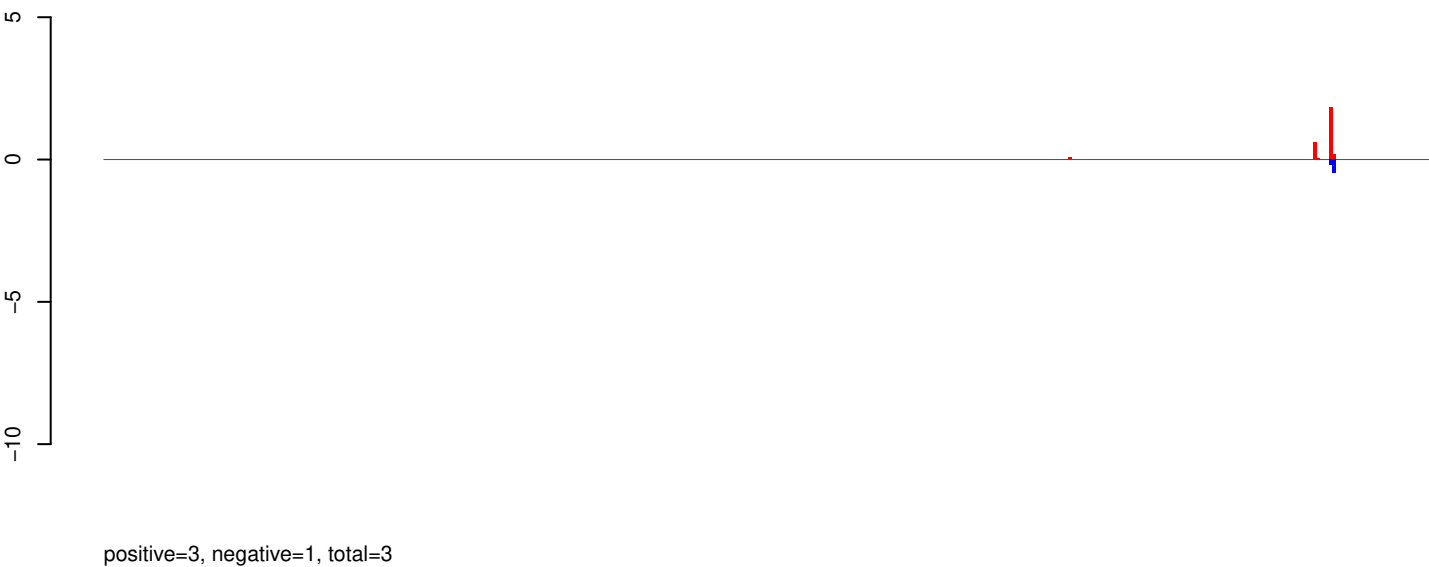 5
0
−5
−10
positive=3, negative=1, total=3